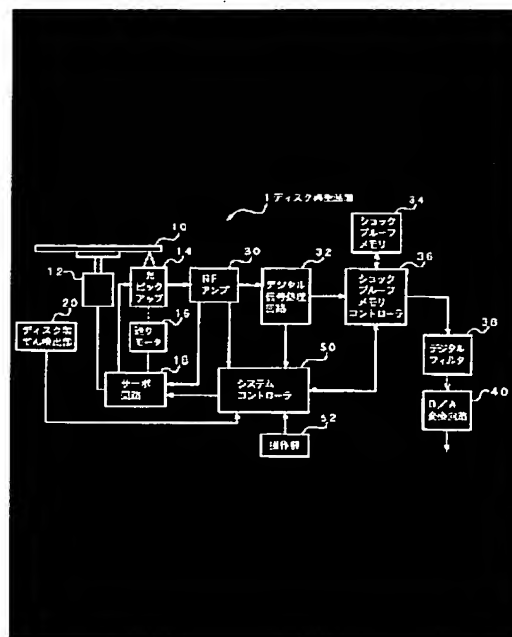 1 ディスク再生装置
10
34
ショック
プルーフ
メモリ
14
30
32
36
12
光
ピック
アップ
RF
アンプ
デジタル
信号処理
回路
ショック
プルーフ
メモリ
コントローラ
20
16
38
ディスク
送り
モータ
デジタル
フィルタ
18
50
サーボ
回路
システム
コントローラ
40
D/A
変換回路
52
操作部